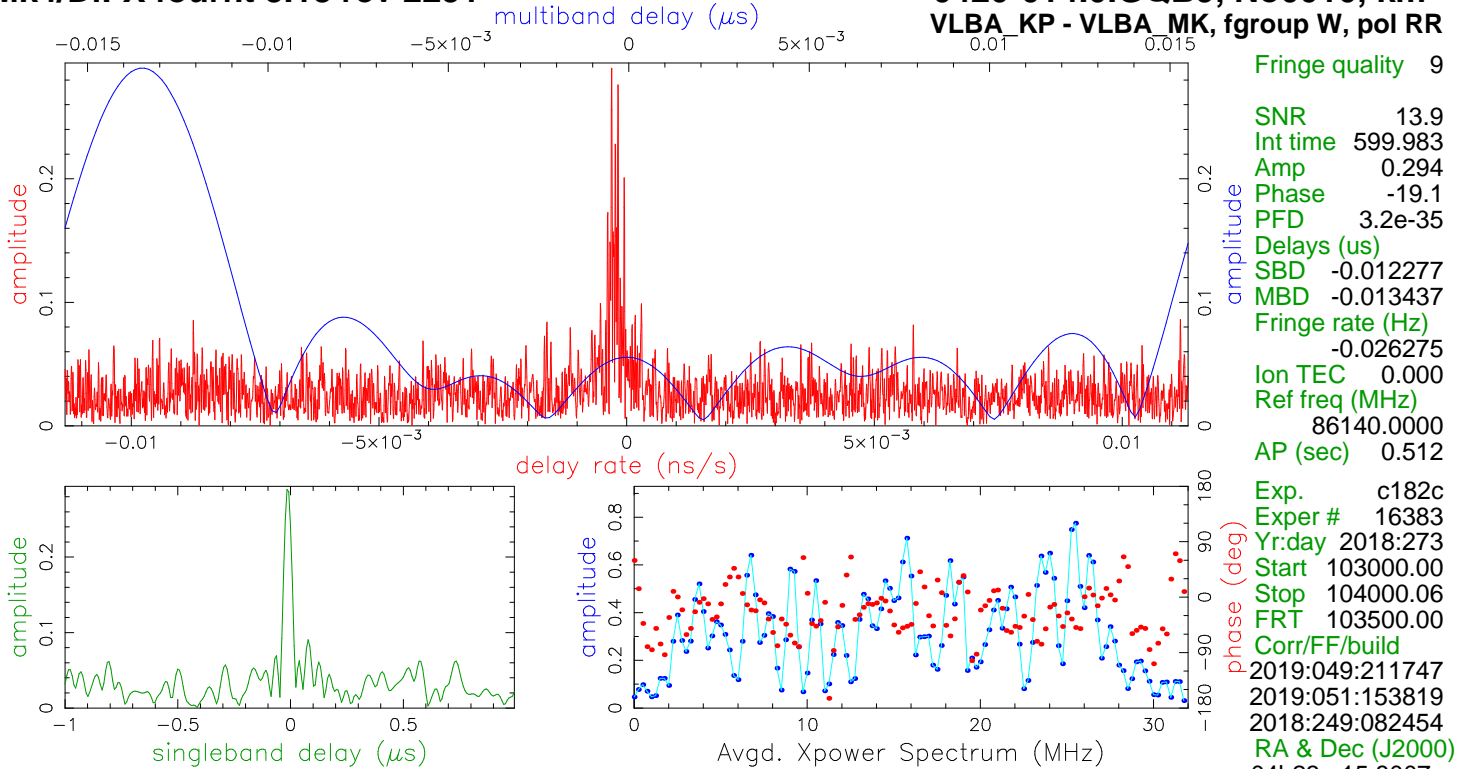 multiband delay (μs)
VLBA_KP - VLBA_MK, fgroup W, pol RR
−0.015 −0.01 −5×10⁻³ 0 5×10⁻³ 0.01 0.015
amplitude
0 0.1 0.2
amplitude
0 0.1 0.2
−0.01 −5×10⁻³ 0 5×10⁻³ 0.01
delay rate (ns/s)
Fringe quality 9
SNR 13.9
Int time 599.983
Amp 0.294
Phase -19.1
PFD 3.2e-35
Delays (us)
SBD -0.012277
MBD -0.013437
Fringe rate (Hz)
-0.026275
Ion TEC 0.000
Ref freq (MHz)
86140.0000
AP (sec) 0.512
Exp. c182c
Exper # 16383
Yr:day 2018:273
Start 103000.00
Stop 104000.06
FRT 103500.00
Corr/FF/build
2019:049:211747
2019:051:153819
2018:249:082454
RA & Dec (J2000)
amplitude
0 0.1 0.2
−1 −0.5 0 0.5
singleband delay (μs)
amplitude
0 0.2 0.4 0.6 0.8
0 10 20 30
Avgd. Xpower Spectrum (MHz)
phase (deg)
−180 −90 0 90 180